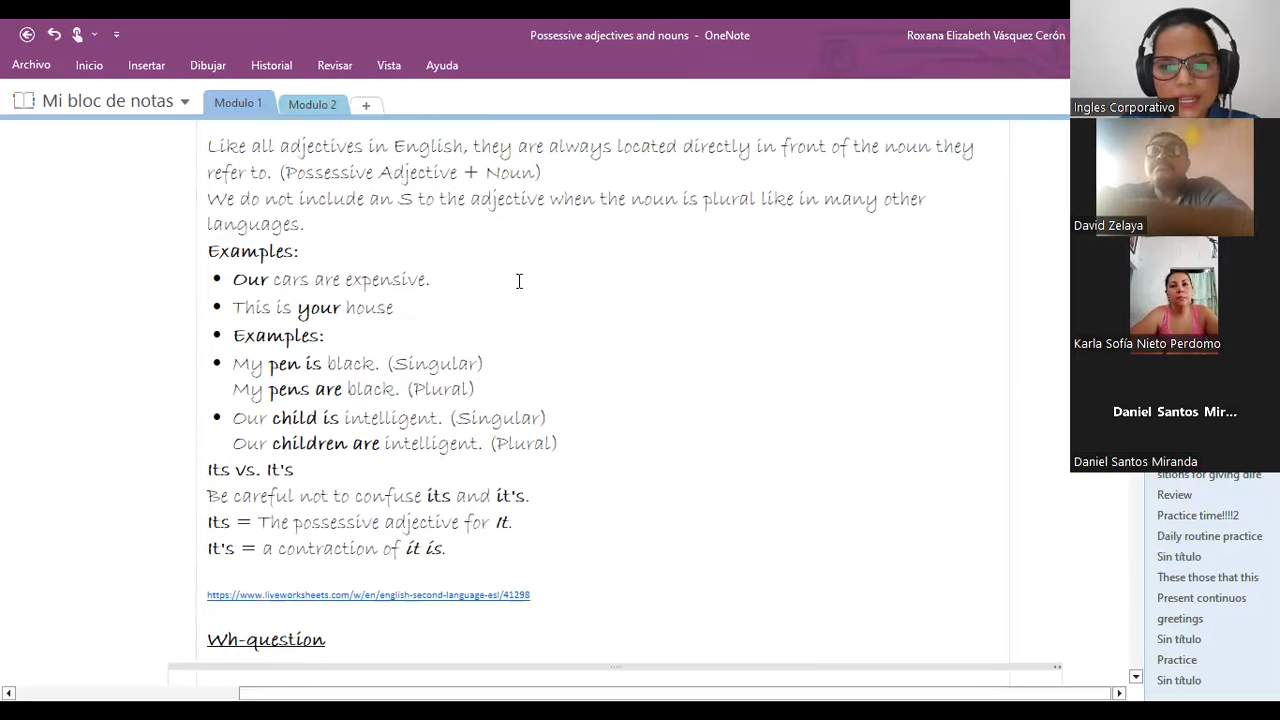 Possessive adjectives and nouns - OneNote
Roxana Elizabeth Vásquez Cerón
Archivo Inicio Insertar Dibujar Historial Revisar Vista Ayuda
Mi bloc de notas Modulo 1 Modulo 2 +
Like all adjectives in English, they are always located directly in front of the noun they
refer to. (Possessive Adjective + Noun)
We do not include an S to the adjective when the noun is plural like in many other
languages.
Examples:
• Our cars are expensive.
• This is your house
• Examples:
• My pen is black. (Singular)
My pens are black. (Plural)
• Our child is intelligent. (Singular)
Our children are intelligent. (Plural)
Its vs. It's
Be careful not to confuse its and it's.
Its = The possessive adjective for It.
It's = a contraction of it is.
https://www.liveworksheets.com/w/en/english-second-language-esl/41298
Wh-question
Ingles Corporativo
David Zelaya
Karla Sofía Nieto Perdomo
Daniel Santos Mir...
Daniel Santos Miranda
sitions for giving dire
Review
Practice time!!!!2
Daily routine practice
Sin título
These those that this
Present continuos
greetings
Sin título
Practice
Sin título